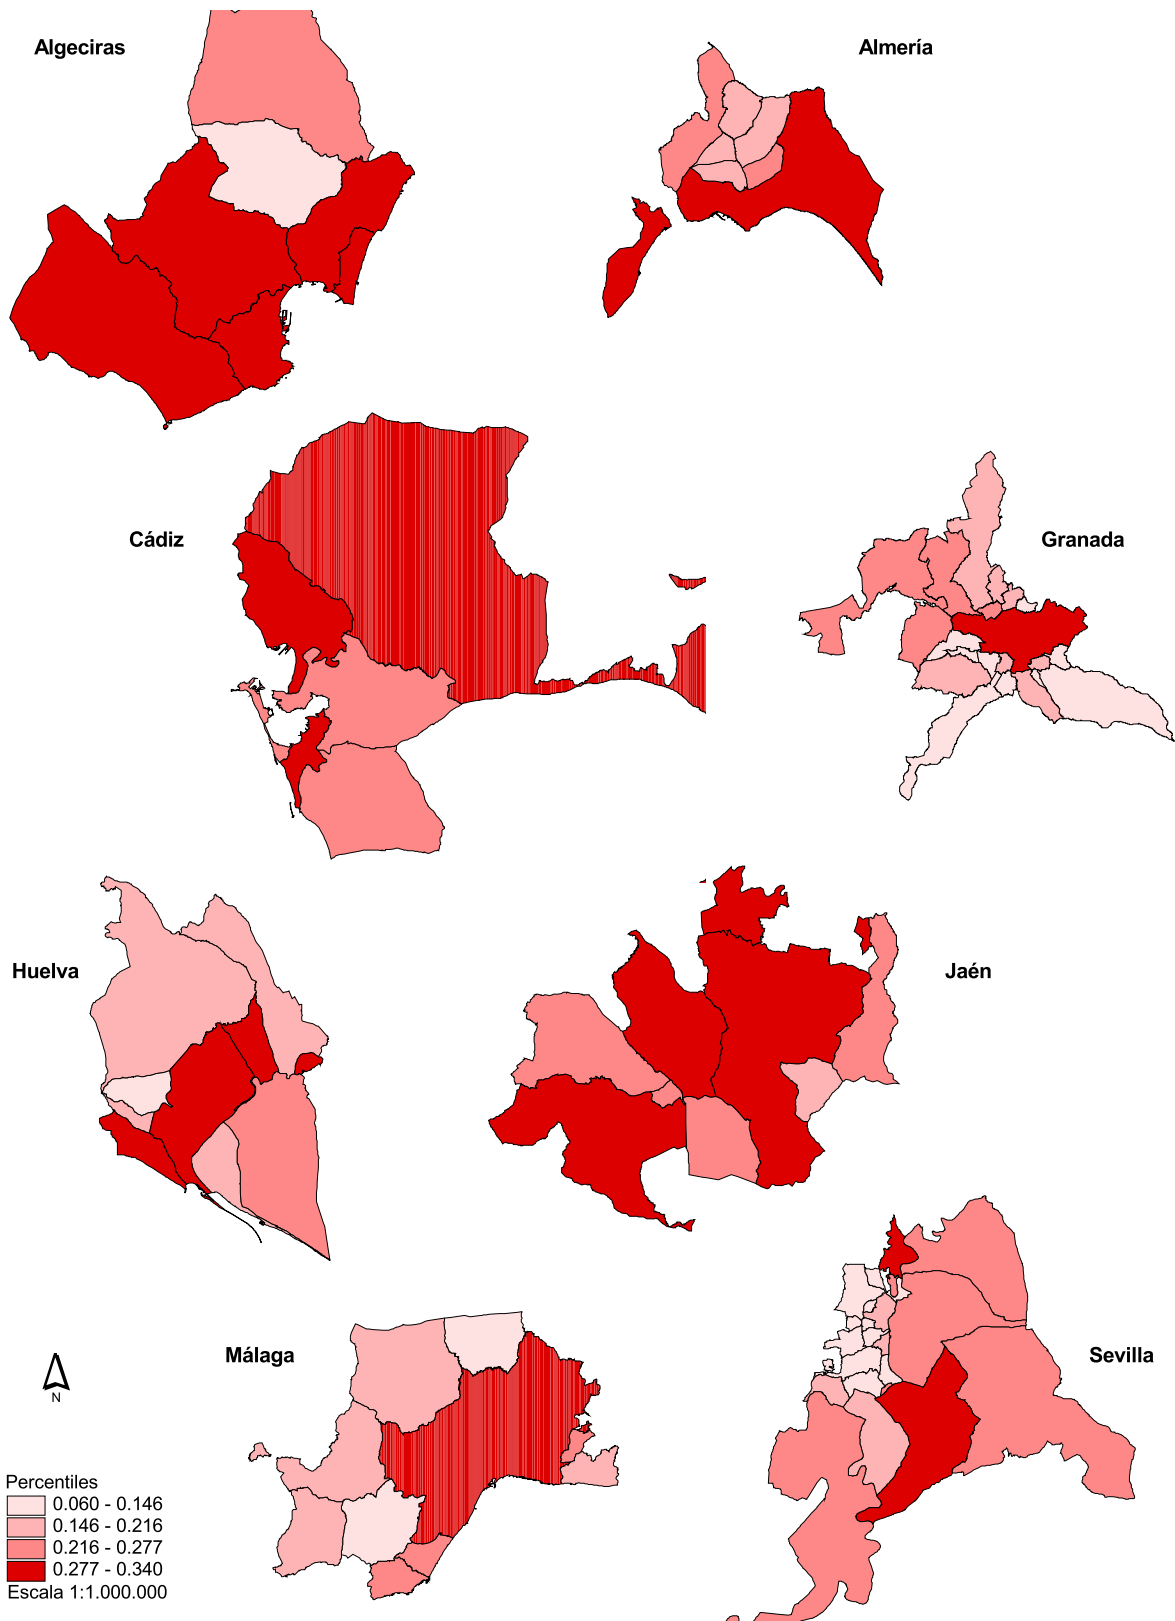 Algeciras
Almería
Cádiz
Granada
Huelva
Jaén
Málaga
Sevilla
N
Percentiles
0.060 - 0.146
0.146 - 0.216
0.216 - 0.277
0.277 - 0.340
Escala 1:1.000.000